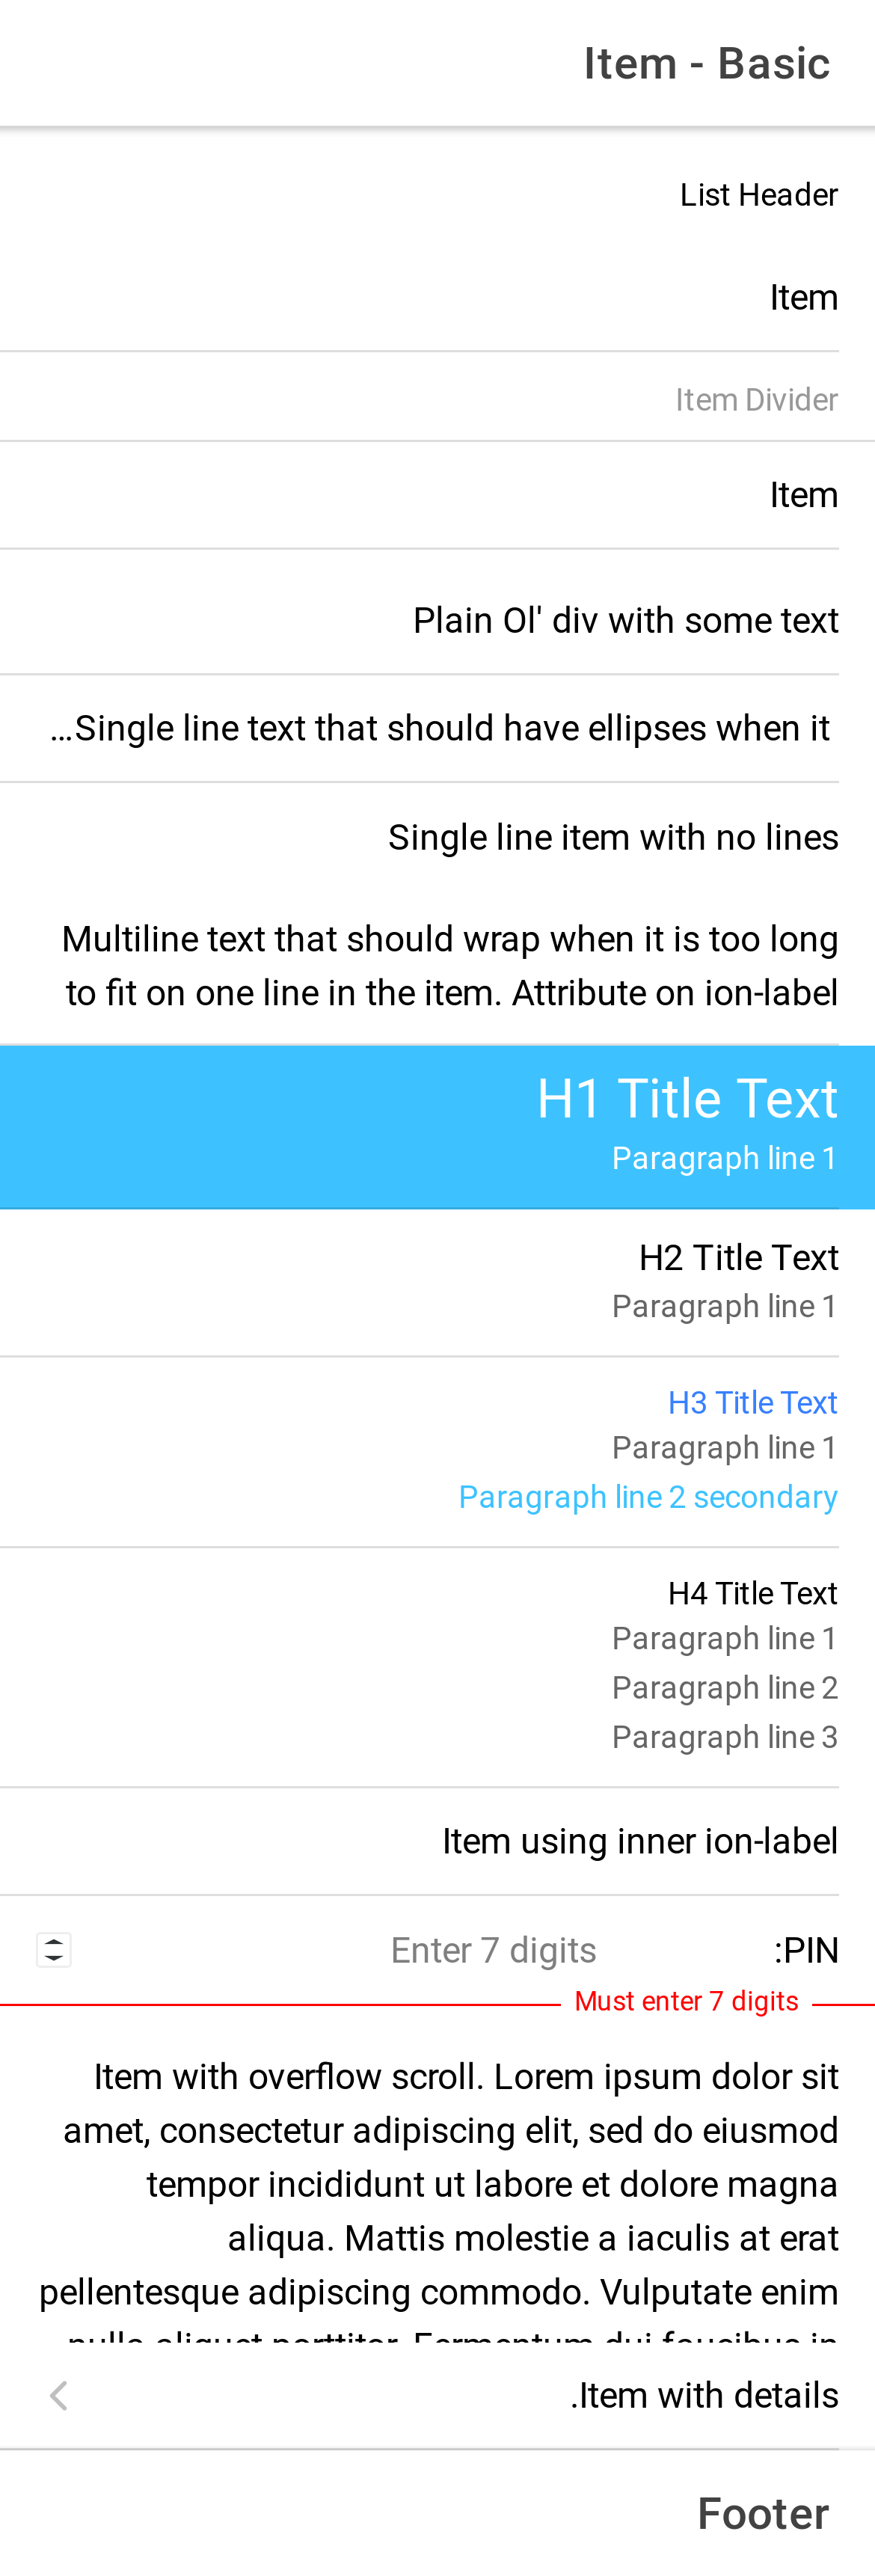 Item - Basic
List Header
Item
Item Divider
Item
Plain Ol' div with some text
...Single line text that should have ellipses when it
Single line item with no lines
Multiline text that should wrap when it is too long
to fit on one line in the item. Attribute on ion-label
H1 Title Text
Paragraph line 1
H2 Title Text
Paragraph line 1
H3 Title Text
Paragraph line 1
Paragraph line 2 secondary
H4 Title Text
Paragraph line 1
Paragraph line 2
Paragraph line 3
Item using inner ion-label
:PIN
Enter 7 digits
Must enter 7 digits
Item with overflow scroll. Lorem ipsum dolor sit
amet, consectetur adipiscing elit, sed do eiusmod
tempor incididunt ut labore et dolore magna
aliqua. Mattis molestie a iaculis at erat
pellentesque adipiscing commodo. Vulputate enim
nulla aliquet porttitor. Fermentum dui faucibus in
.Item with details
Footer